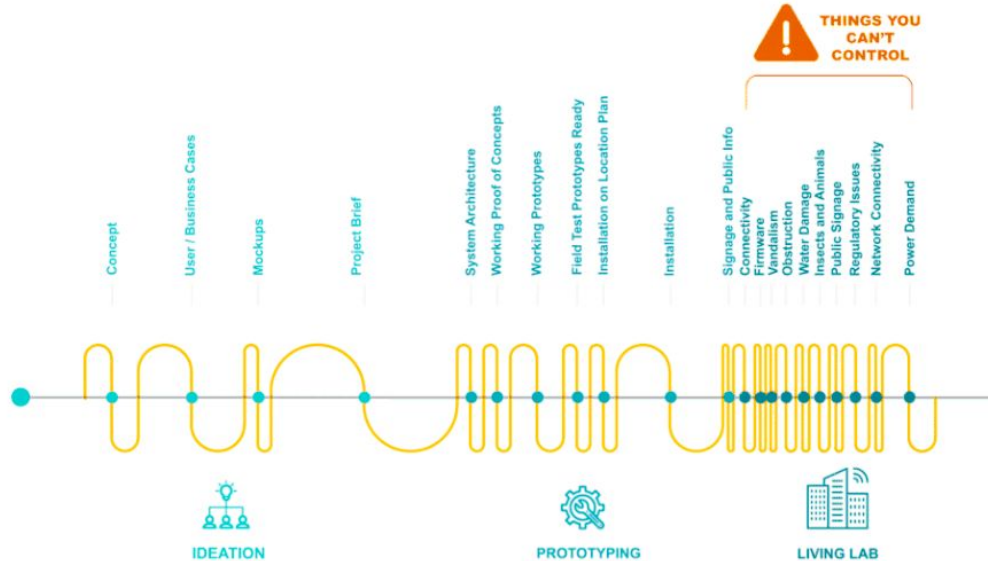 THINGS YOU
CAN'T
CONTROL
Concept
User / Business Cases
Mockups
Project Brief
System Architecture
Working Proof of Concepts
Working Prototypes
Field Test Prototypes Ready
Installation on Location Plan
Installation
Signage and Public Info
Connectivity
Firmware
Vandalism
Obstruction
Water Damage
Insects and Animals
Public Signage
Regulatory Issues
Network Connectivity
Power Demand
IDEATION
PROTOTYPING
LIVING LAB